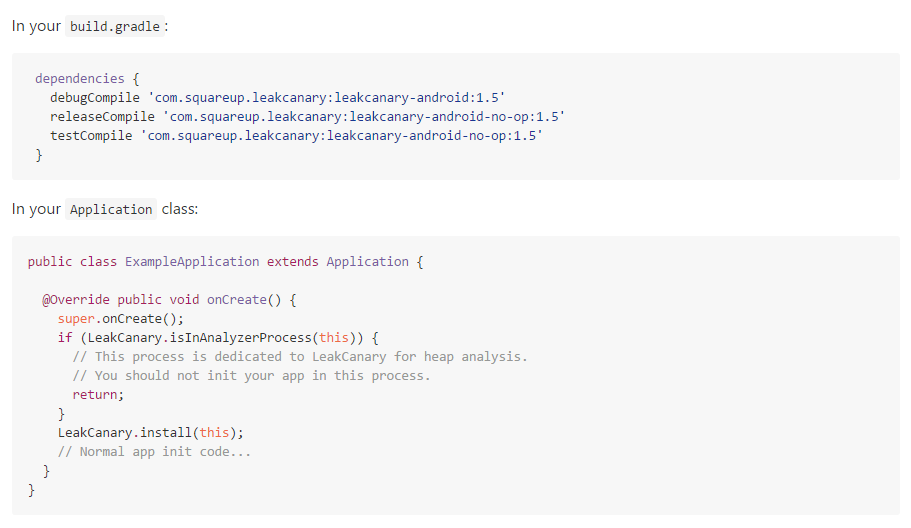 In your build.gradle:
dependencies {
debugCompile 'com.squareup.leakcanary:leakcanary-android:1.5'
releaseCompile 'com.squareup.leakcanary:leakcanary-android-no-op:1.5'
testCompile 'com.squareup.leakcanary:leakcanary-android-no-op:1.5'
}
In your Application class:
public class ExampleApplication extends Application {
@Override public void onCreate() {
super.onCreate();
if (LeakCanary.isInAnalyzerProcess(this)) {
// This process is dedicated to LeakCanary for heap analysis.
// You should not init your app in this process.
return;
}
LeakCanary.install(this);
// Normal app init code...
}
}